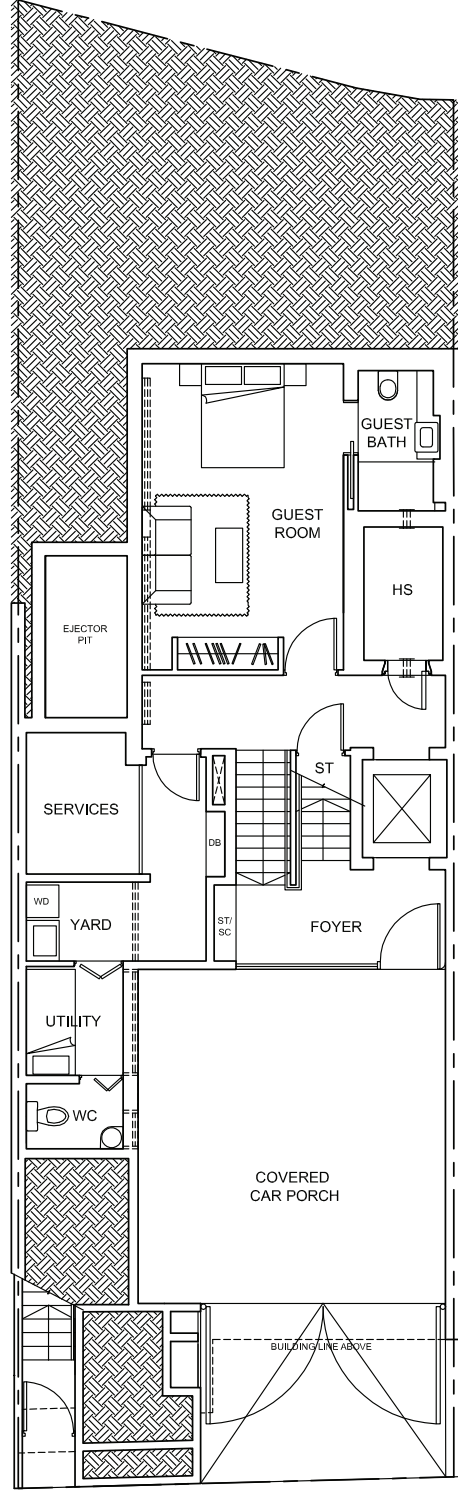 GUEST
BATH
GUEST
ROOM
HS
EJECTOR
PIT
ST
SERVICES
DB
WD
YARD
ST/
SC
FOYER
UTILITY
WC
COVERED
CAR PORCH
BUILDING LINE ABOVE